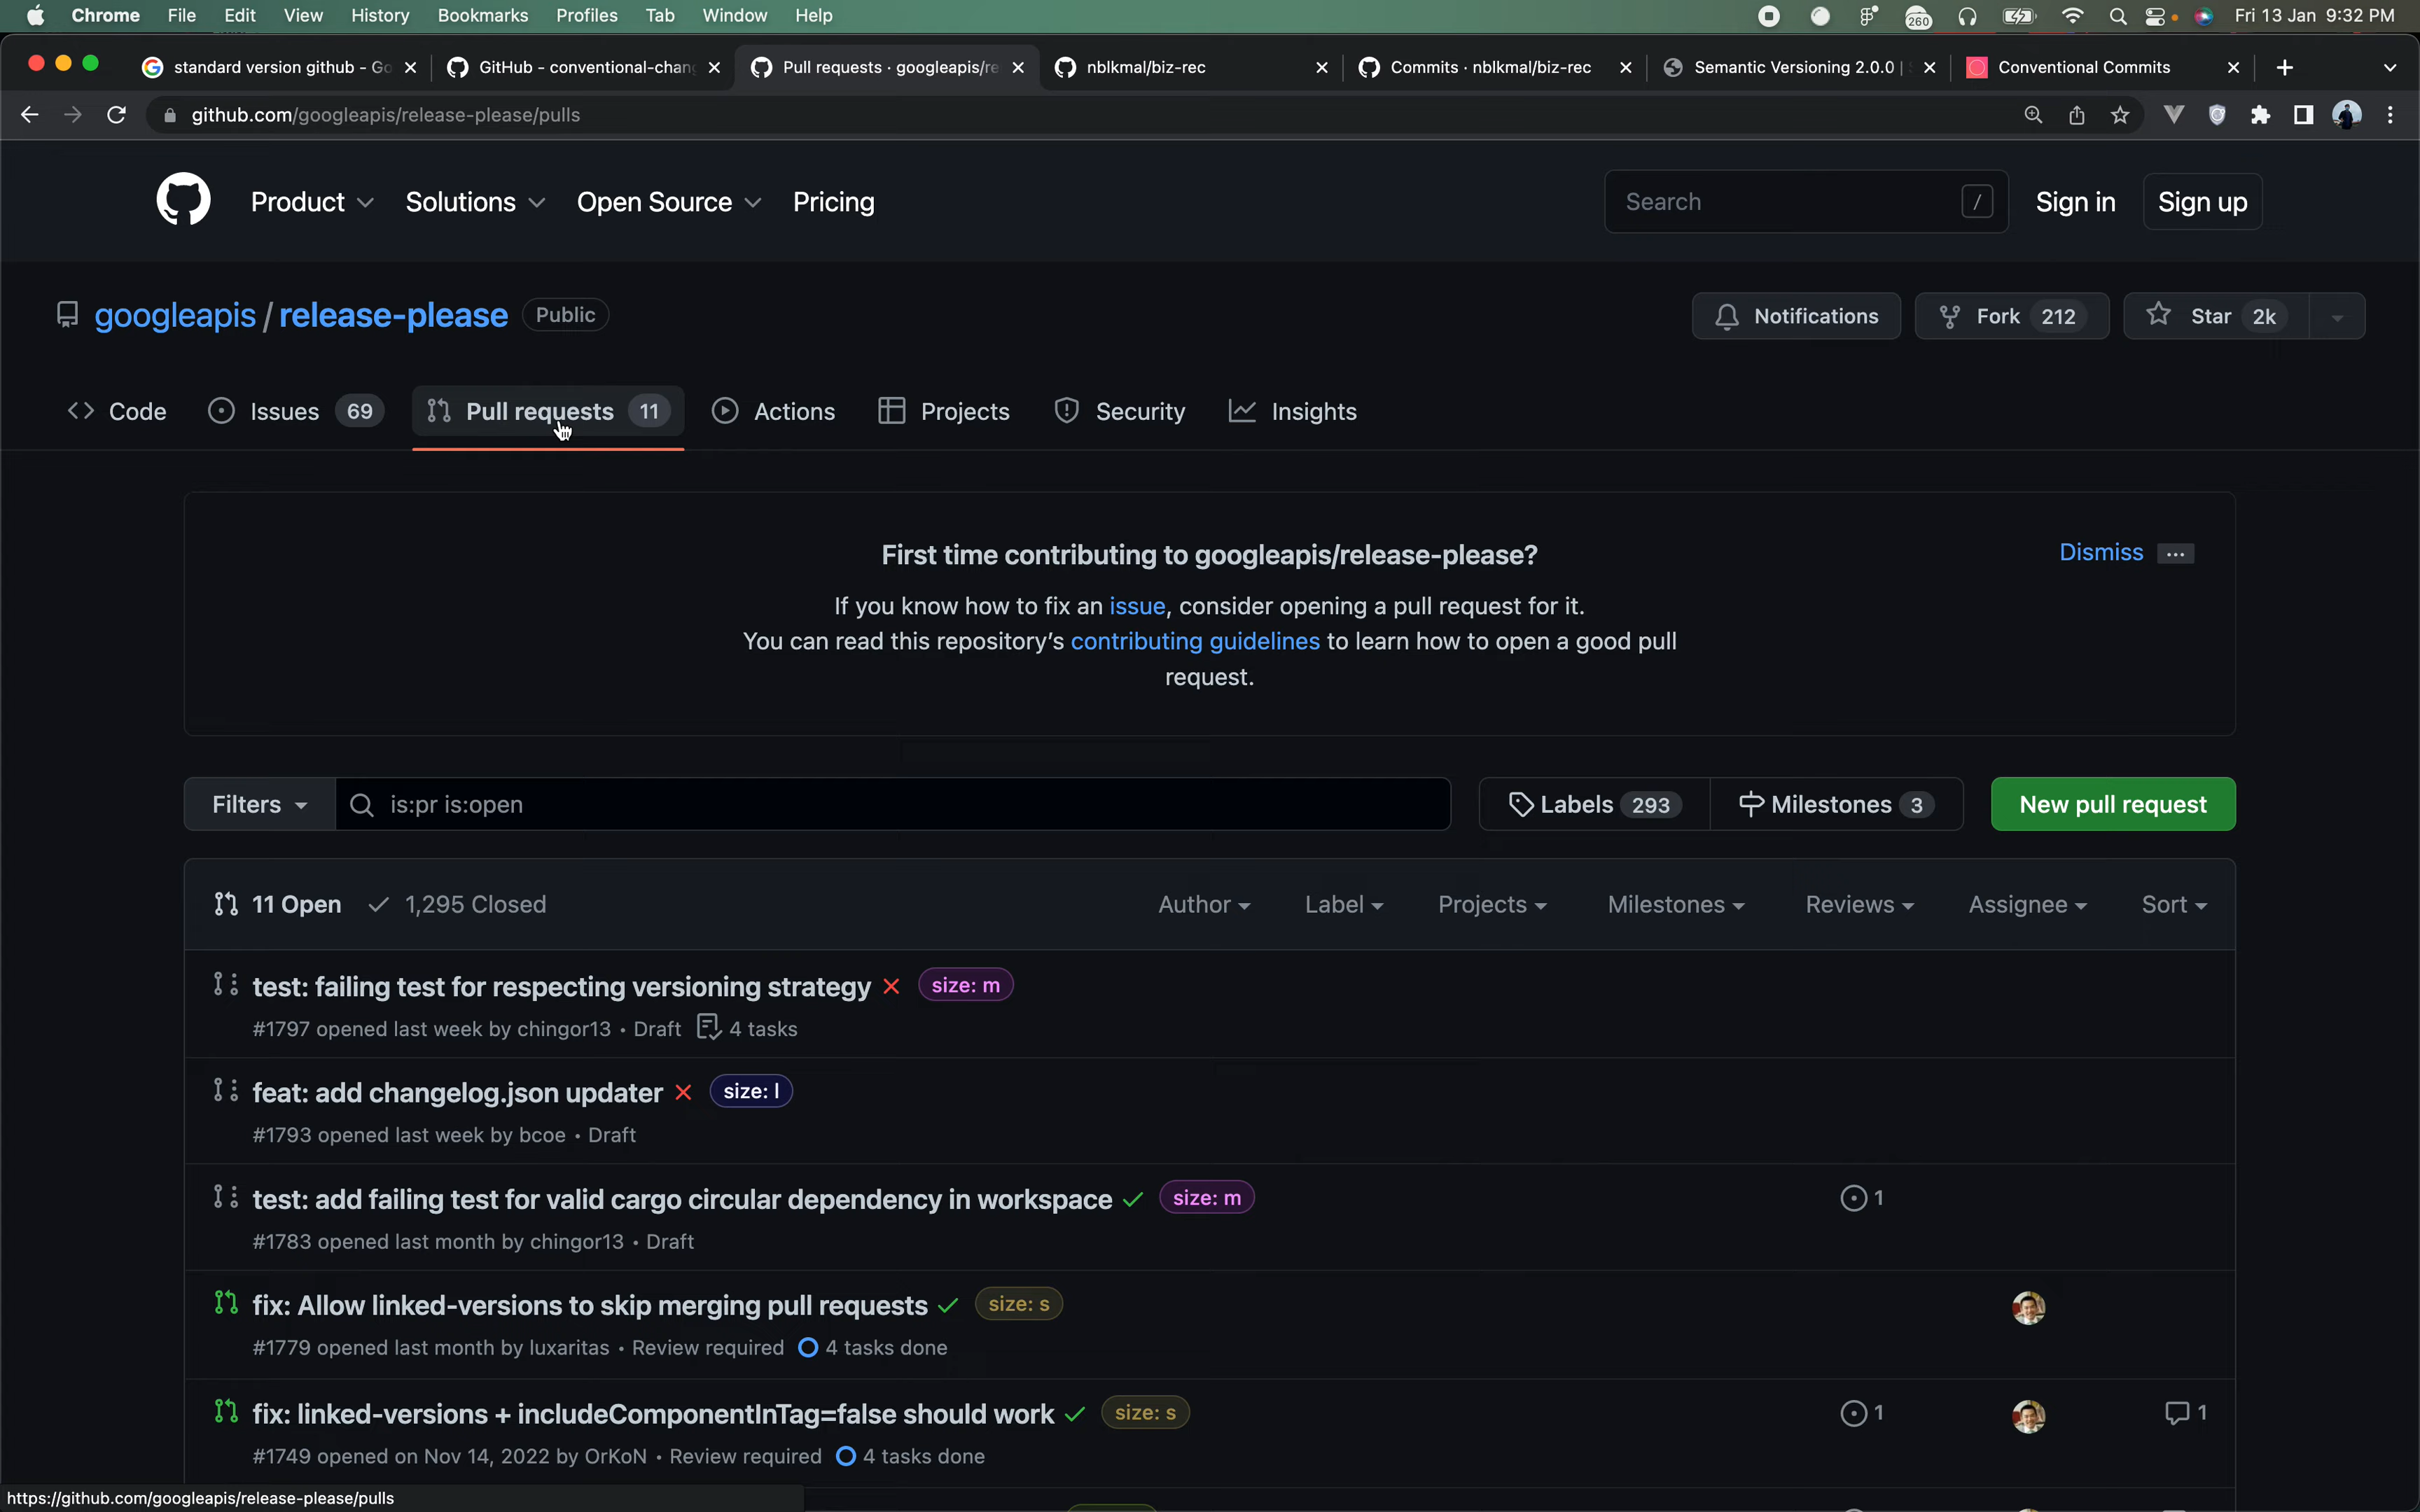 Chrome File Edit View History Bookmarks Profiles Tab Window Help 260 Fri 13 Jan 9:32 PM
standard version github - Go GitHub - conventional-chang Pull requests · googleapis/re nblkmal/biz-rec Commits · nblkmal/biz-rec Semantic Versioning 2.0.0 | Conventional Commits
github.com/googleapis/release-please/pulls
Product Solutions Open Source Pricing Search / Sign in Sign up
googleapis / release-please Public Notifications Fork 212 Star 2k
Code Issues 69 Pull requests 11 Actions Projects Security Insights
First time contributing to googleapis/release-please?
Dismiss ...
If you know how to fix an issue, consider opening a pull request for it.
You can read this repository's contributing guidelines to learn how to open a good pull
request.
Filters is:pr is:open Labels 293 Milestones 3 New pull request
11 Open 1,295 Closed Author Label Projects Milestones Reviews Assignee Sort
test: failing test for respecting versioning strategy size: m
#1797 opened last week by chingor13 • Draft 4 tasks
feat: add changelog.json updater size: l
#1793 opened last week by bcoe • Draft
test: add failing test for valid cargo circular dependency in workspace size: m 1
#1783 opened last month by chingor13 • Draft
fix: Allow linked-versions to skip merging pull requests size: s
#1779 opened last month by luxaritas • Review required 4 tasks done
fix: linked-versions + includeComponentInTag=false should work size: s 1 1
#1749 opened on Nov 14, 2022 by OrKoN • Review required 4 tasks done
https://github.com/googleapis/release-please/pulls